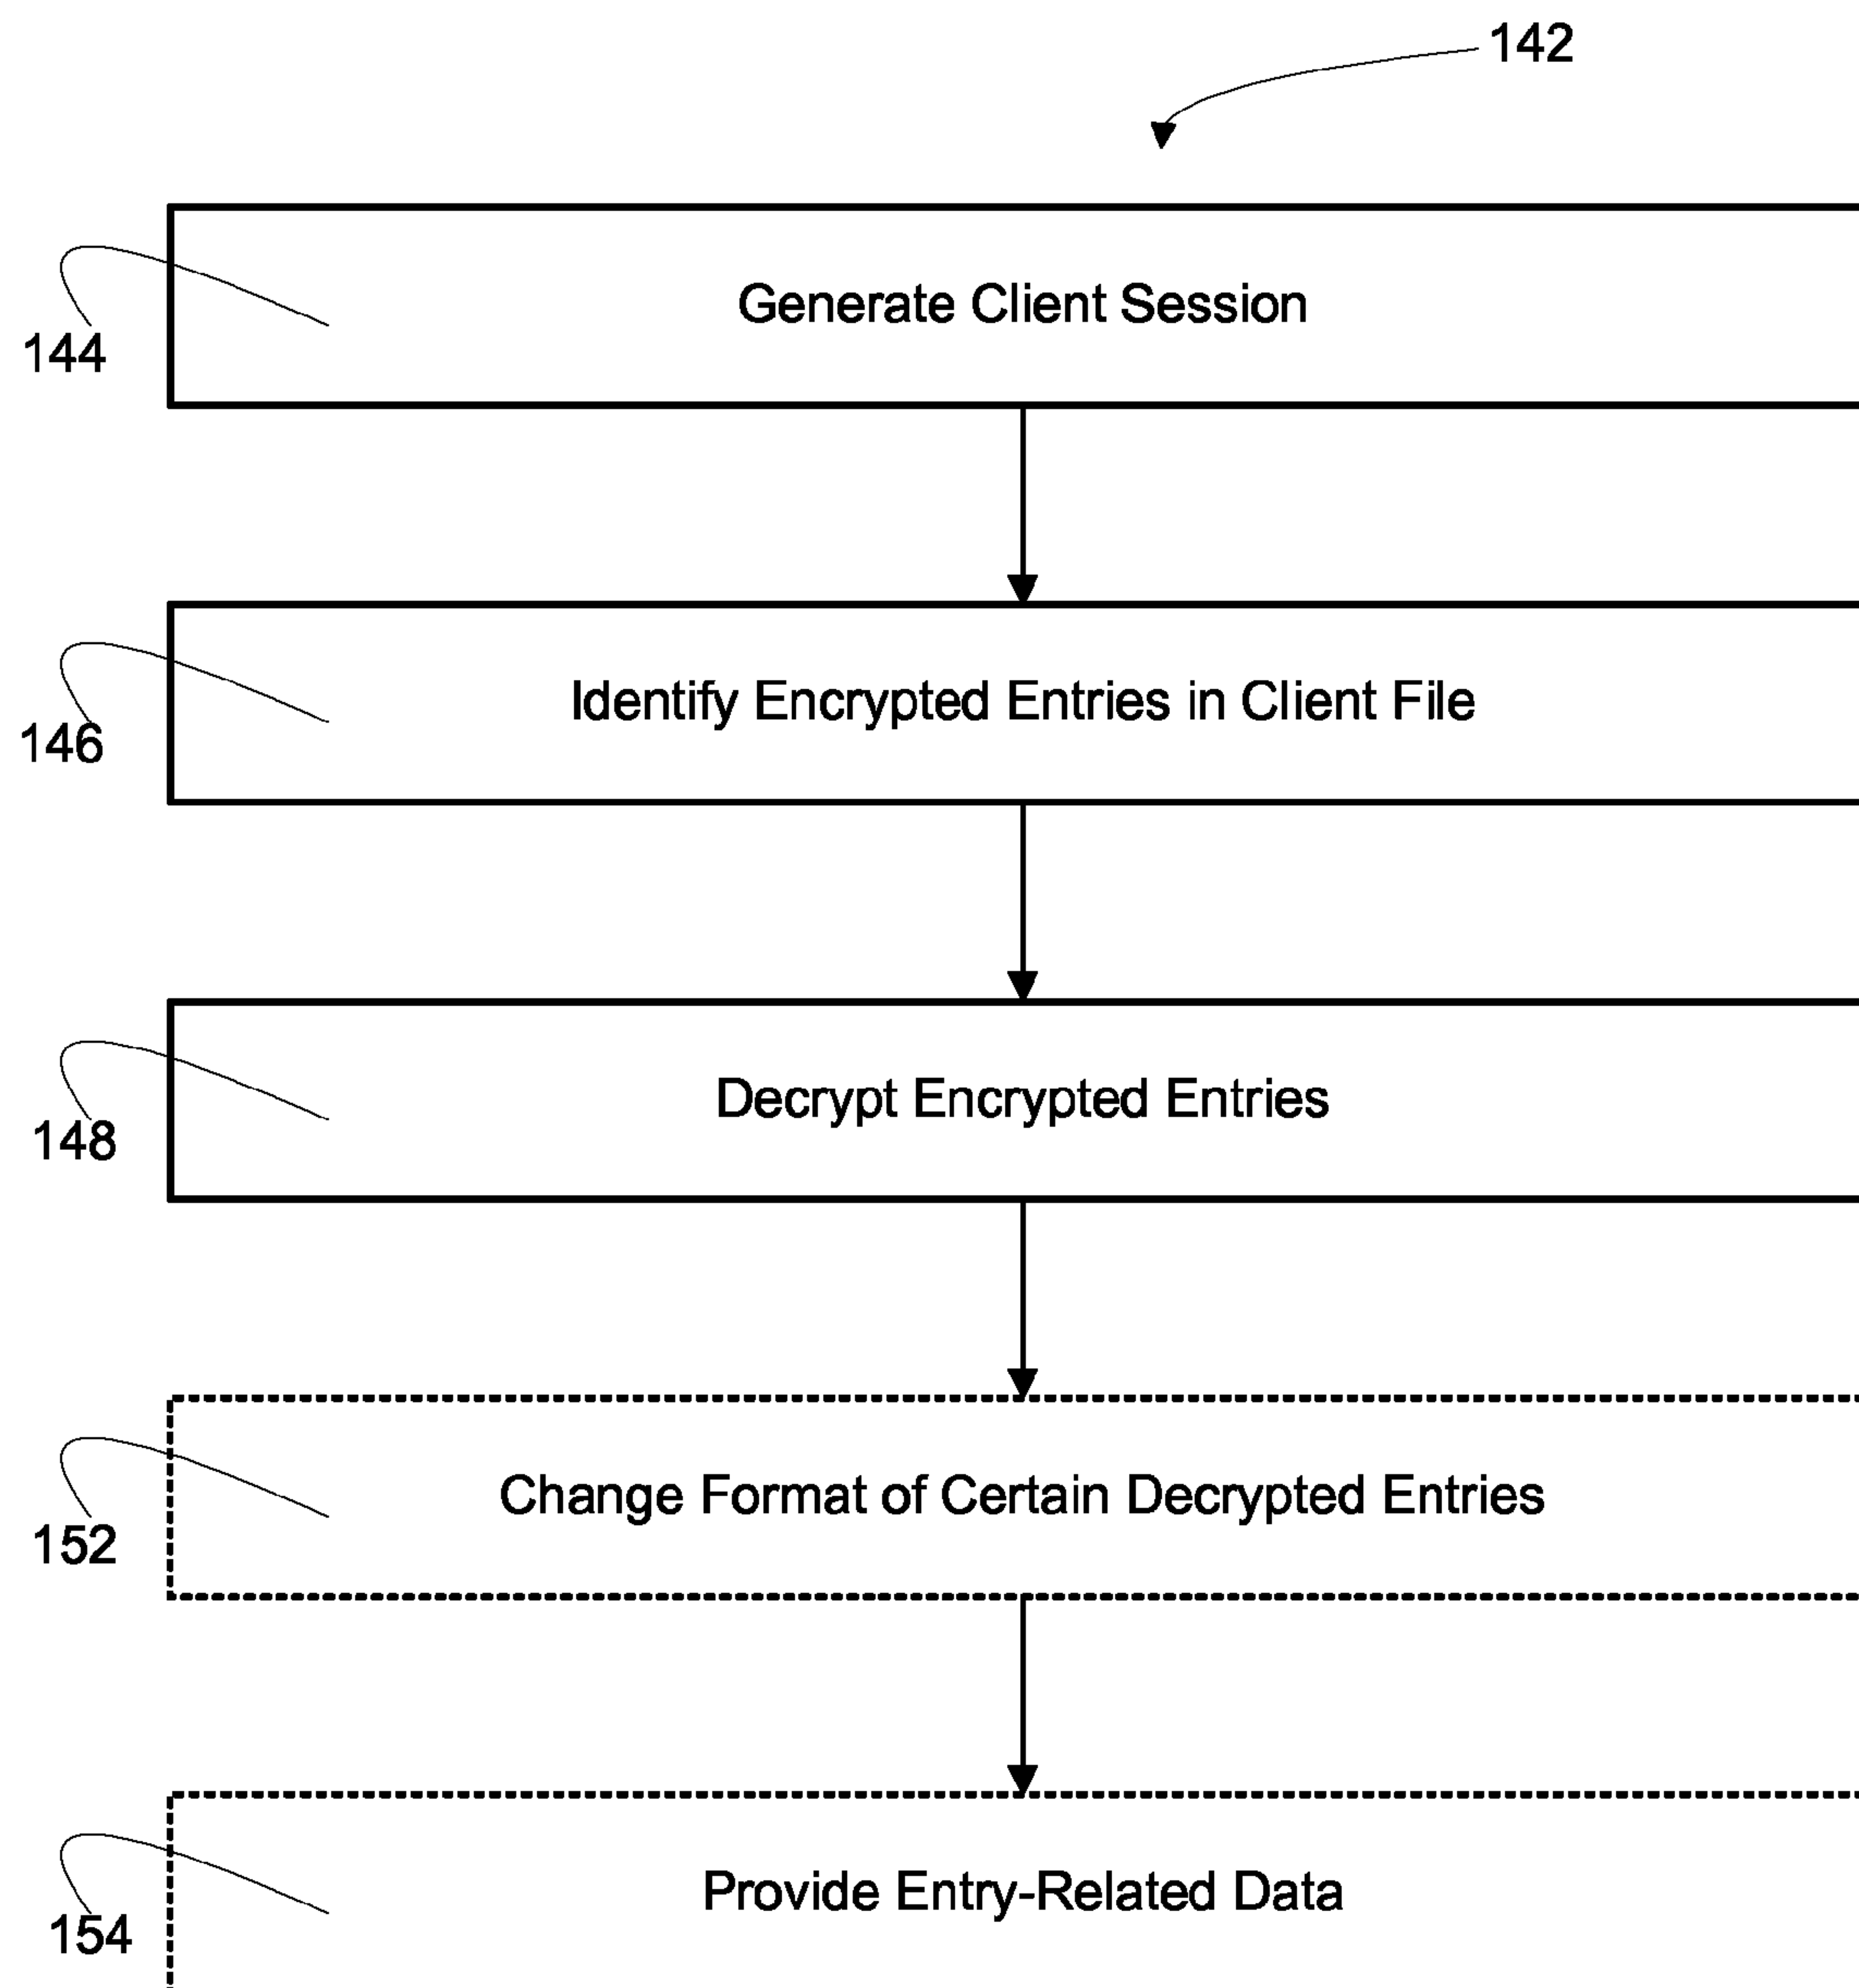 142
Generate Client Session
144
Identify Encrypted Entries in Client File
146
Decrypt Encrypted Entries
148
Change Format of Certain Decrypted Entries
152
Provide Entry-Related Data
154